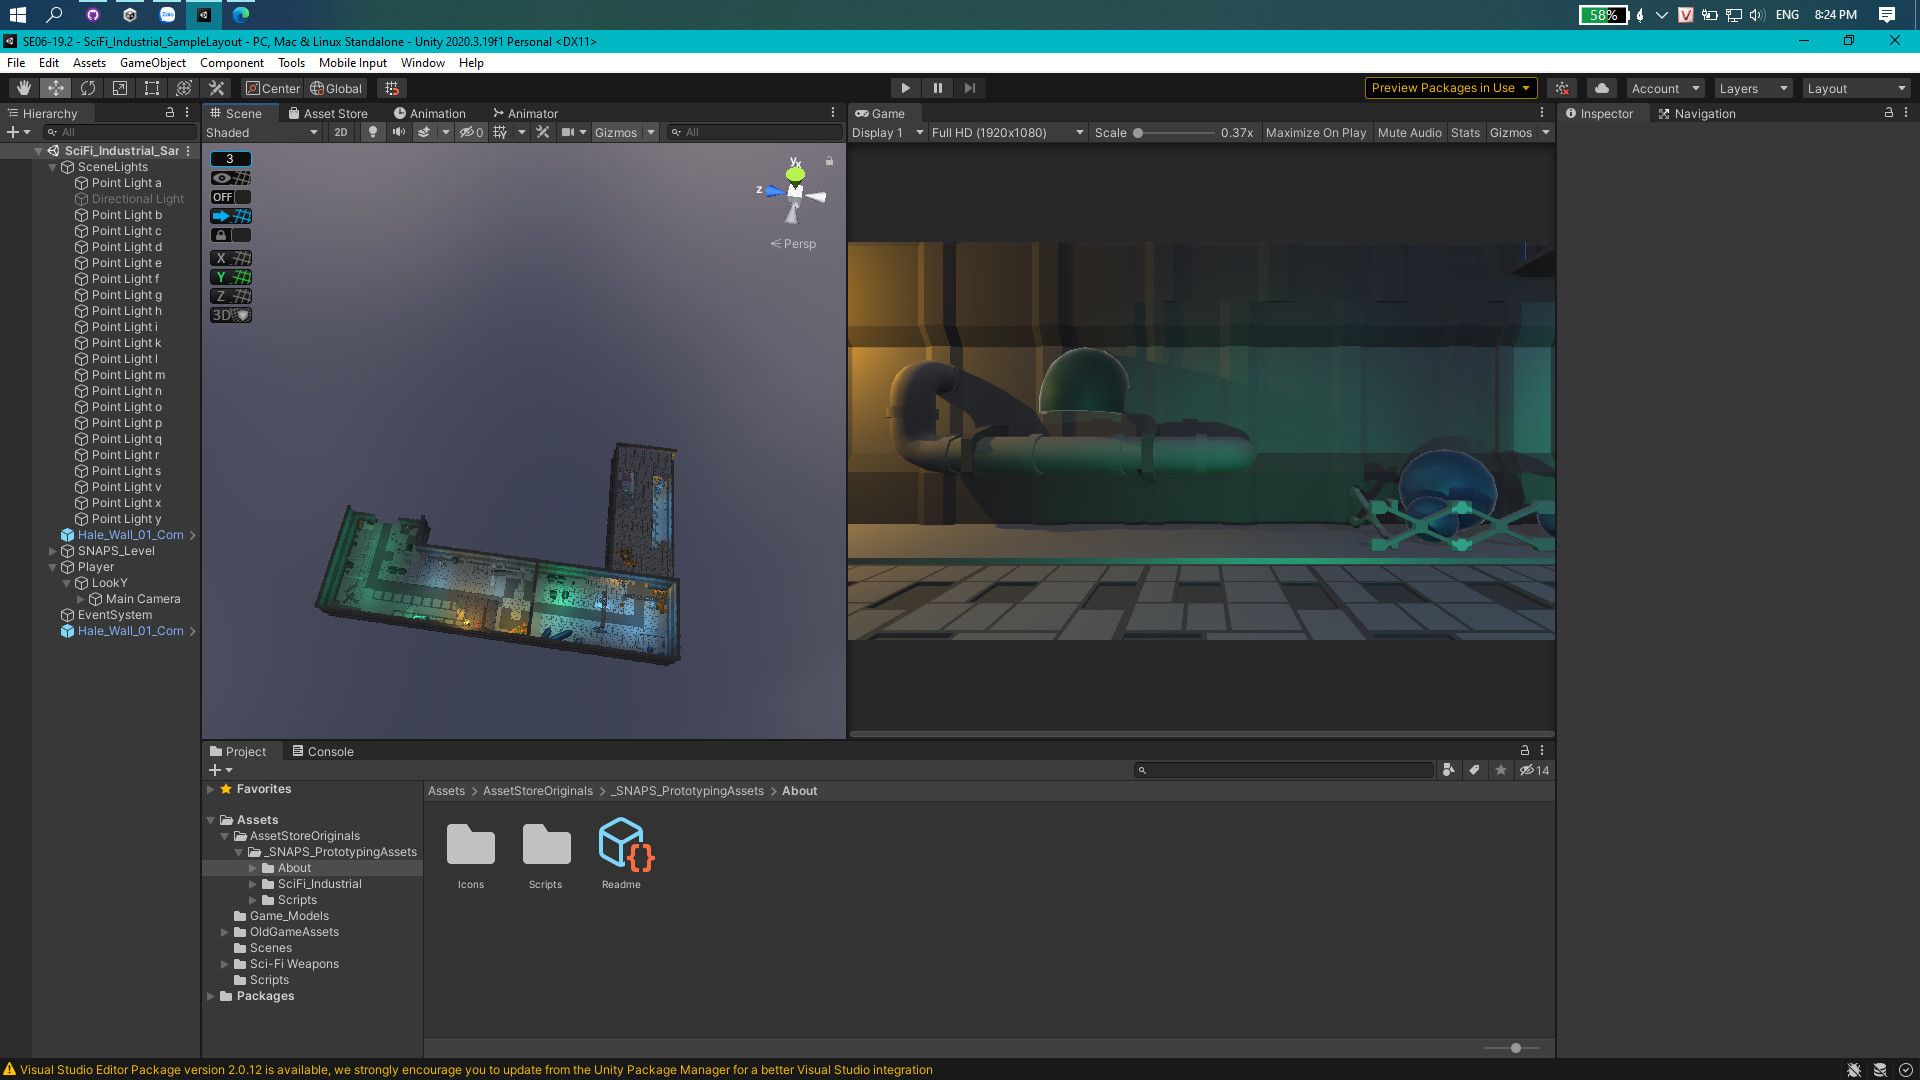 58%
ENG
8:24 PM
SE06-19.2 - SciFi_Industrial_SampleLayout - PC, Mac & Linux Standalone - Unity 2020.3.19f1 Personal <DX11>
File Edit Assets GameObject Component Tools Mobile Input Window Help
Center Global
Preview Packages in Use
Account
Layers
Layout
Hierarchy
Scene
Asset Store
Animation
Animator
Game
Inspector
Navigation
All
Shaded
2D
0
Gizmos
All
Display 1
Full HD (1920x1080)
Scale
0.37x
Maximize On Play
Mute Audio
Stats
Gizmos
SciFi_Industrial_Sar
SceneLights
Point Light a
Directional Light
Point Light b
Point Light c
Point Light d
Point Light e
Point Light f
Point Light g
Point Light h
Point Light i
Point Light k
Point Light l
Point Light m
Point Light n
Point Light o
Point Light p
Point Light q
Point Light r
Point Light s
Point Light v
Point Light x
Point Light y
Hale_Wall_01_Corn
SNAPS_Level
Player
LookY
Main Camera
EventSystem
Hale_Wall_01_Corn
3
OFF
X
Y
Z
3D
y
x
z
Persp
Project
Console
14
Favorites
Assets
AssetStoreOriginals
_SNAPS_PrototypingAssets
About
SciFi_Industrial
Scripts
Game_Models
OldGameAssets
Scenes
Sci-Fi Weapons
Scripts
Packages
Assets > AssetStoreOriginals > _SNAPS_PrototypingAssets > About
Icons
Scripts
Readme
Visual Studio Editor Package version 2.0.12 is available, we strongly encourage you to update from the Unity Package Manager for a better Visual Studio integration